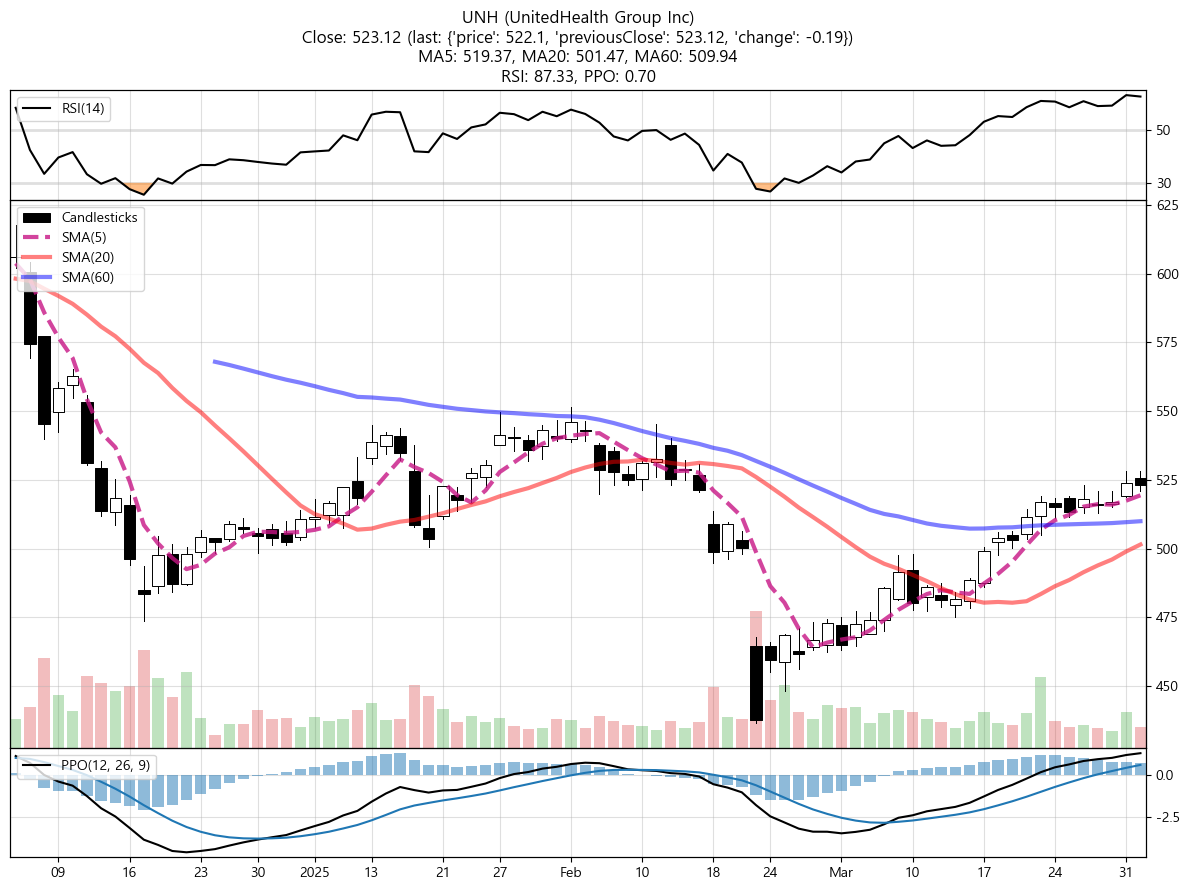 UNH (UnitedHealth Group Inc)
Close: 523.12 (last: {'price': 522.1, 'previousClose': 523.12, 'change': -0.19})
MA5: 519.37, MA20: 501.47, MA60: 509.94
RSI: 87.33, PPO: 0.70
RSI(14)
50
30
Candlesticks
SMA(5)
SMA(20)
SMA(60)
625
600
575
550
525
500
475
450
PPO(12, 26, 9)
0.0
-2.5
09 16 23 30 2025 13 21 27 Feb 10 18 24 Mar 10 17 24 31